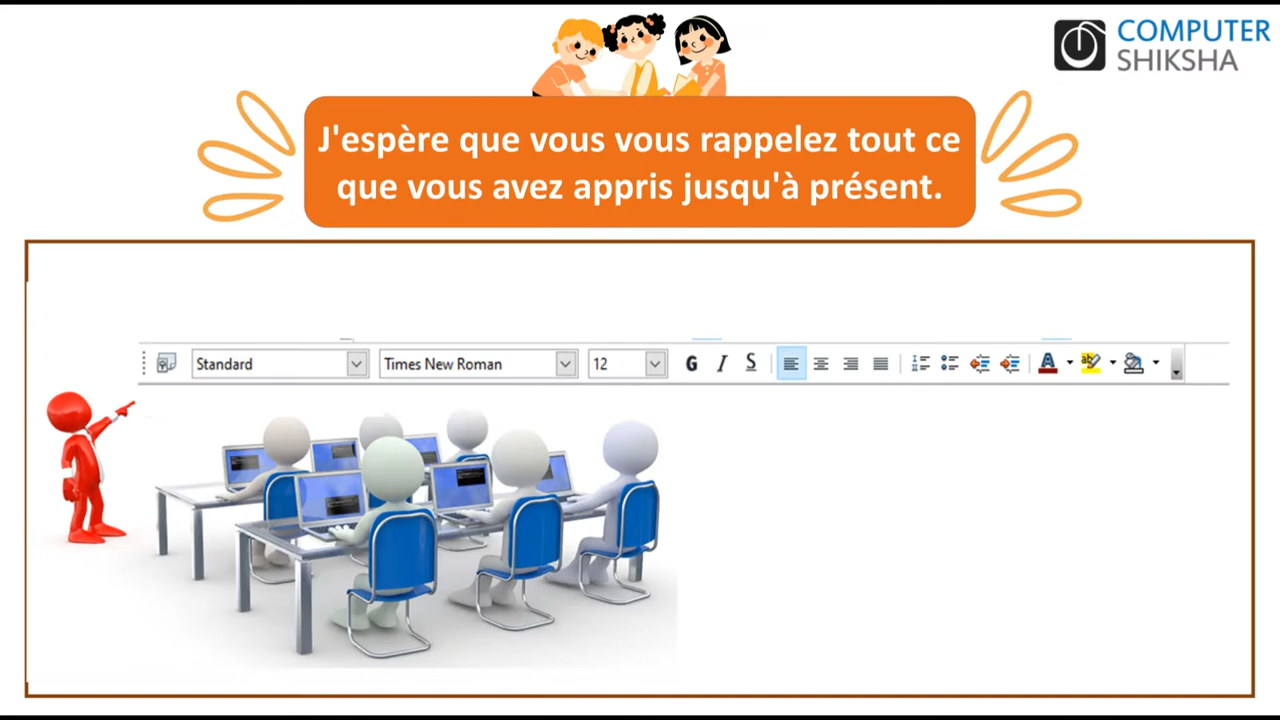 COMPUTER
SHIKSHA
J'espère que vous vous rappelez tout ce
que vous avez appris jusqu'à présent.
Standard Times New Roman 12 G I S A ab